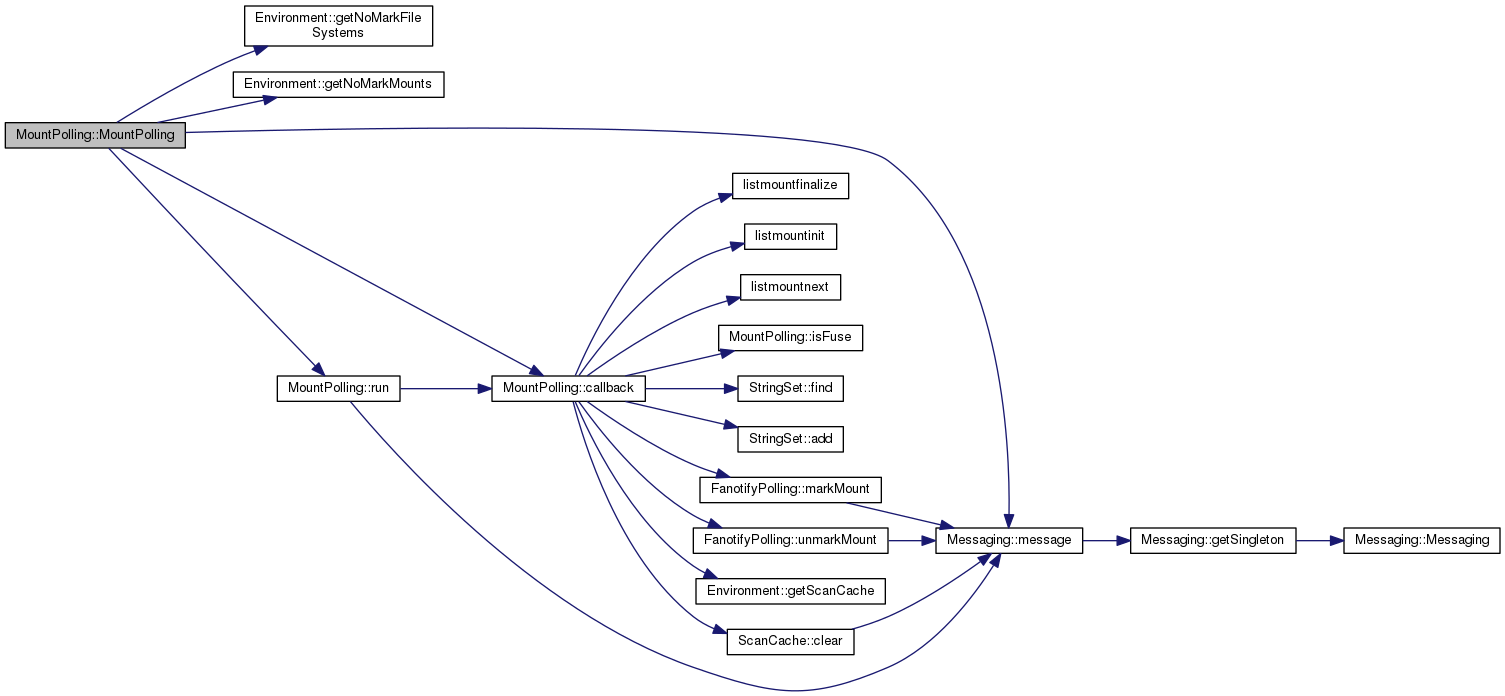 Environment::getNoMarkFile
Systems
Environment::getNoMarkMounts
MountPolling::MountPolling
listmountfinalize
listmountinit
listmountnext
MountPolling::isFuse
MountPolling::run
MountPolling::callback
StringSet::find
StringSet::add
FanotifyPolling::markMount
FanotifyPolling::unmarkMount
Messaging::message
Messaging::getSingleton
Messaging::Messaging
Environment::getScanCache
ScanCache::clear